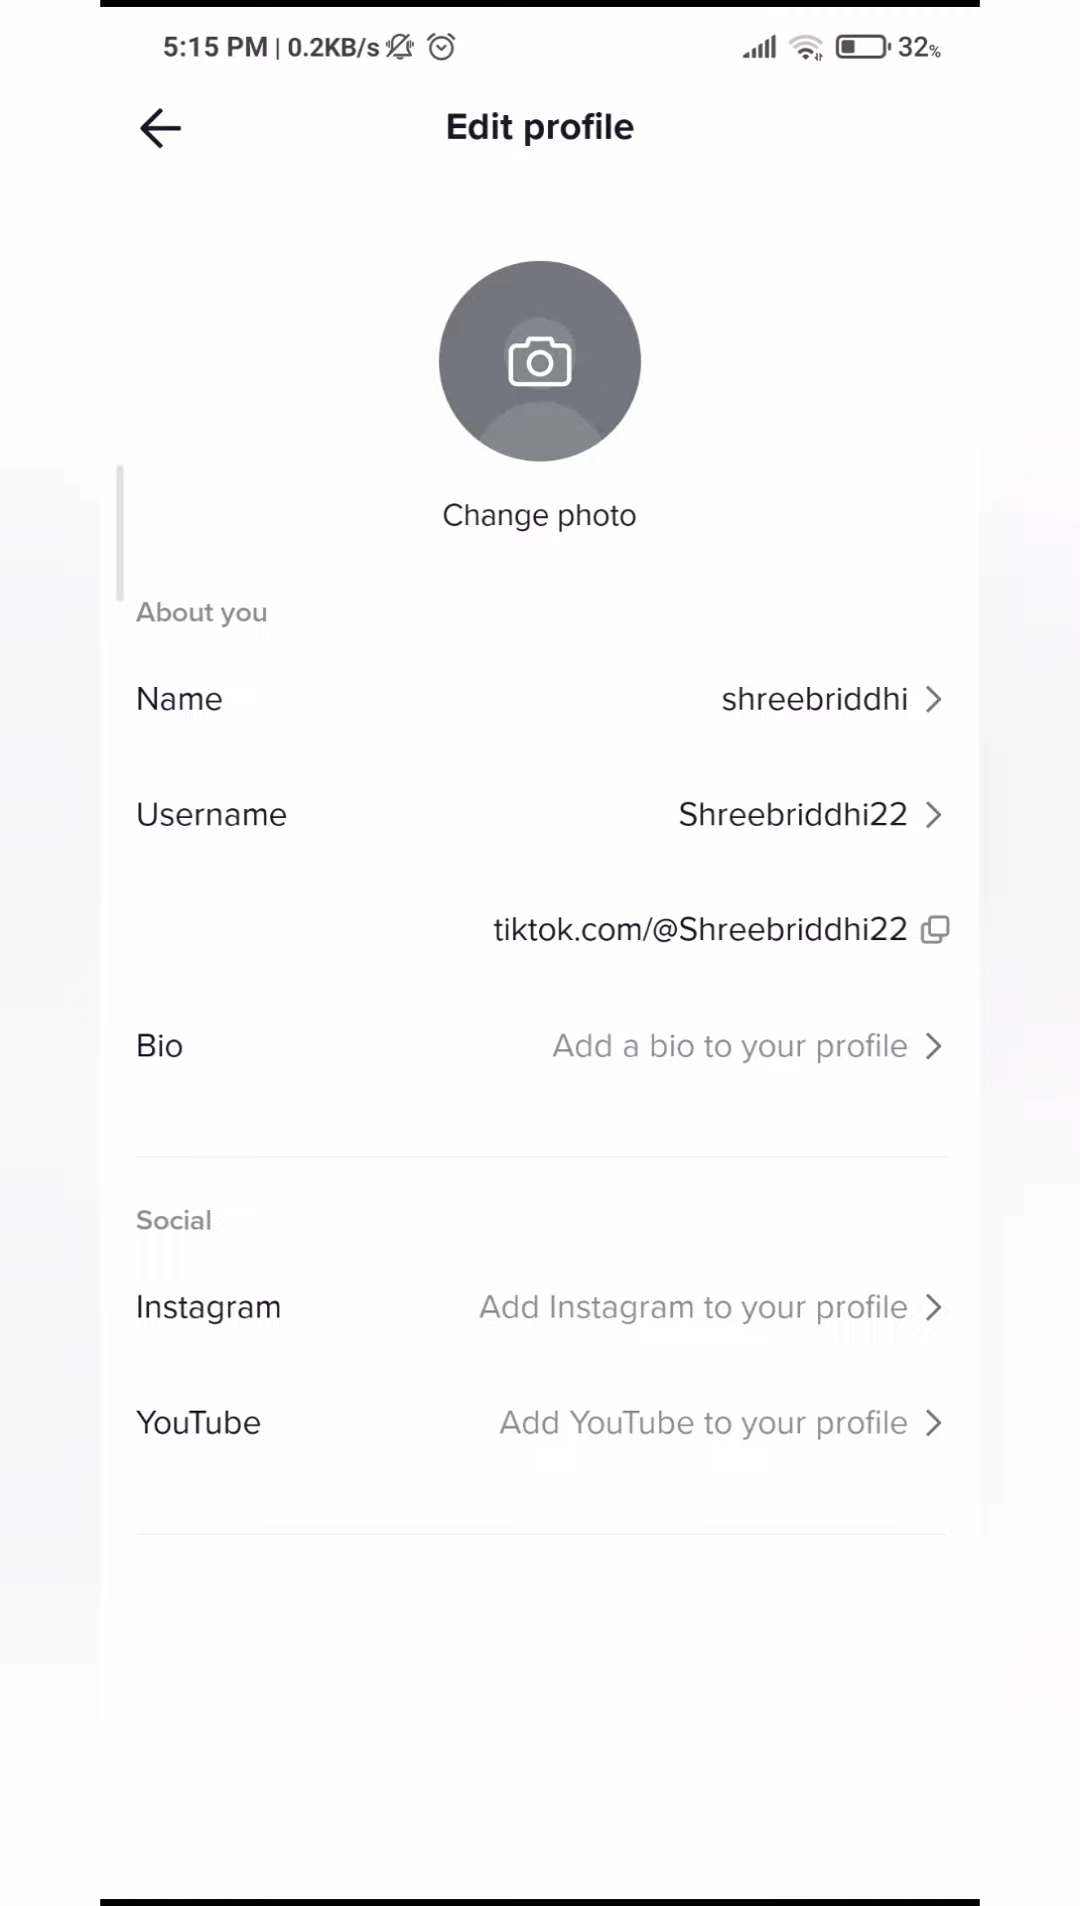 5:15 PM | 0.2KB/s 32%
Edit profile
Change photo
About you
Name shreebriddhi
Username Shreebriddhi22
tiktok.com/@Shreebriddhi22
Bio Add a bio to your profile
Social
Instagram Add Instagram to your profile
YouTube Add YouTube to your profile